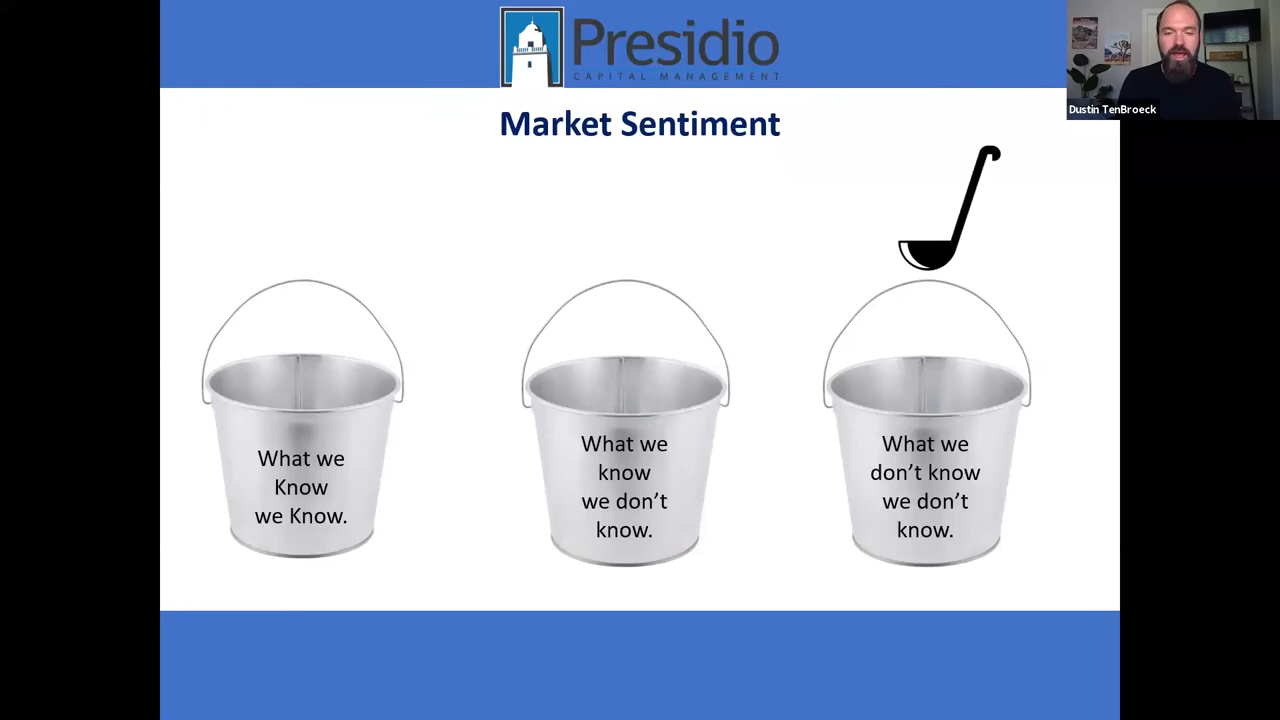 Presidio
CAPITAL MANAGEMENT
Dustin TenBroeck
Market Sentiment
What we
Know
we Know.
What we
know
we don’t
know.
What we
don’t know
we don’t
know.